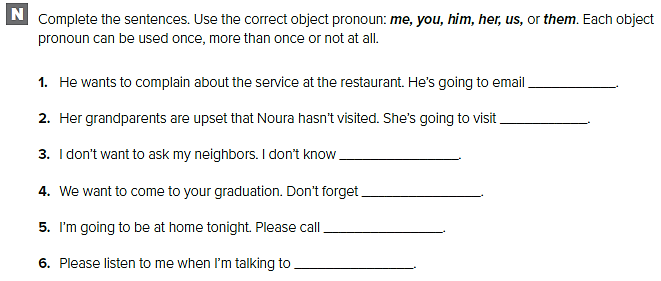 N Complete the sentences. Use the correct object pronoun: me, you, him, her, us, or them. Each object
pronoun can be used once, more than once or not at all.
1. He wants to complain about the service at the restaurant. He's going to email ____________.
2. Her grandparents are upset that Noura hasn't visited. She's going to visit ____________.
3. I don't want to ask my neighbors. I don't know ________________.
4. We want to come to your graduation. Don't forget ________________.
5. I'm going to be at home tonight. Please call ________________.
6. Please listen to me when I'm talking to ________________.